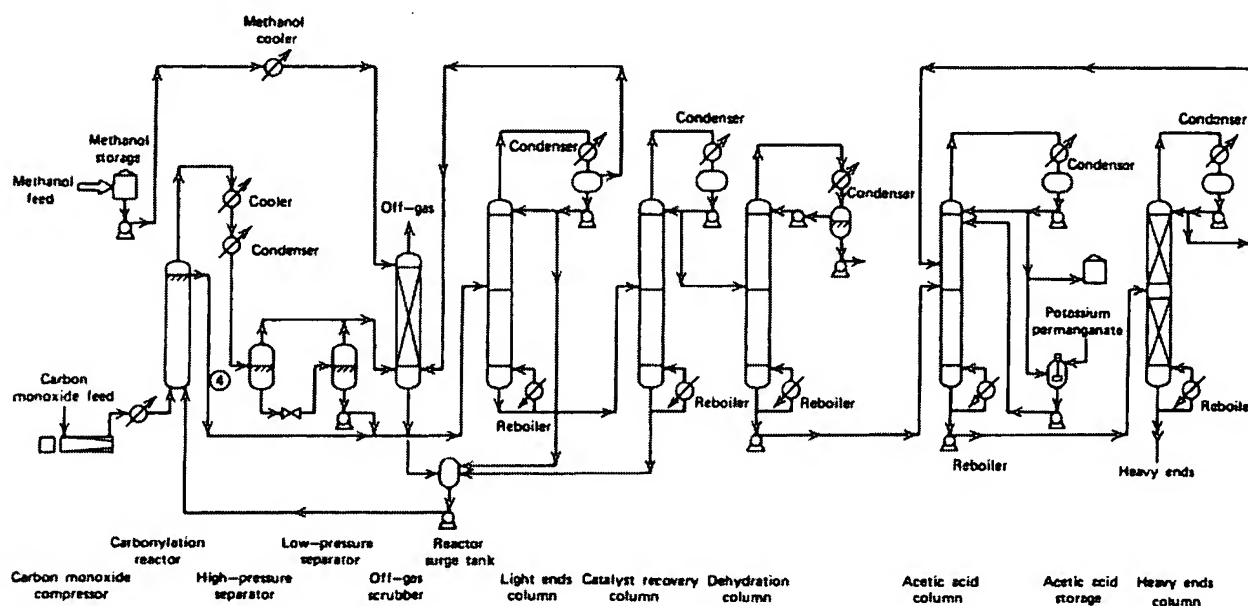 Methanol
cooler
Methanol
storage
Methanol
feed
Cooler
Condenser
Off-gas
Condenser
Condenser
Condenser
Condensor
Condenser
Potassium
permanganate
Carbon
monoxide feed
4
Reboiler
Reboiler
Reboiler
Reboiler
Reboiler
Heavy ends
Carbonylation
reactor
Low-pressure
separator
Reactor
surge tank
Carbon monoxide
compressor
High-pressure
separator
Off-gas
scrubber
Light ends
column
Catalyst recovery
column
Dehydration
column
Acetic acid
column
Acetic acid
storage
Heavy ends
column